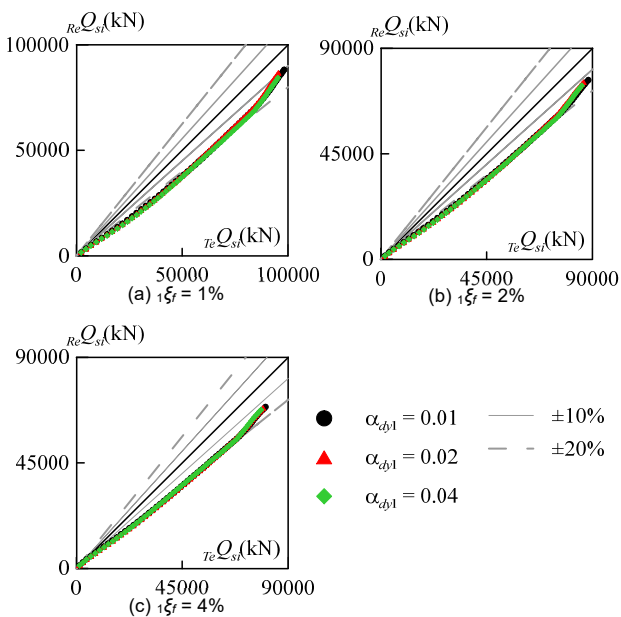 ReQsi(kN)
100000
50000
0
TeQsi(kN)
0 50000 100000
(a) ₁ξf = 1%
ReQsi(kN)
90000
45000
0
TeQsi(kN)
0 45000 90000
(b) ₁ξf = 2%
ReQsi(kN)
90000
45000
0
TeQsi(kN)
0 45000 90000
(c) ₁ξf = 4%
αdy1 = 0.01
αdy1 = 0.02
αdy1 = 0.04
±10%
±20%